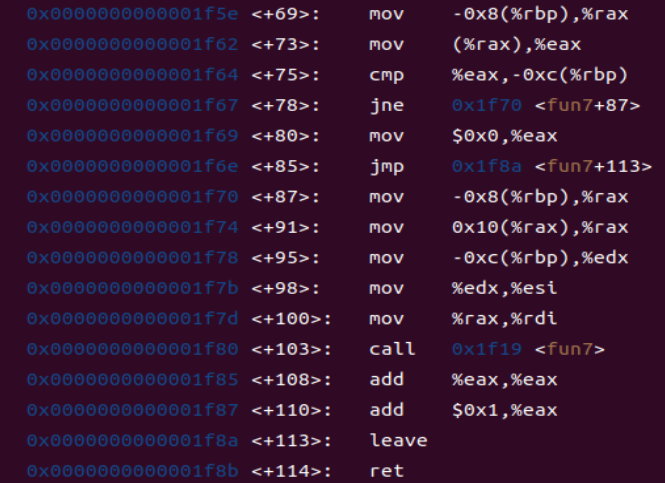 0x0000000000001f5e <+69>: mov -0x8(%rbp),%rax
0x0000000000001f62 <+73>: mov (%rax),%eax
0x0000000000001f64 <+75>: cmp %eax,-0xc(%rbp)
0x0000000000001f67 <+78>: jne 0x1f70 <fun7+87>
0x0000000000001f69 <+80>: mov $0x0,%eax
0x0000000000001f6e <+85>: jmp 0x1f8a <fun7+113>
0x0000000000001f70 <+87>: mov -0x8(%rbp),%rax
0x0000000000001f74 <+91>: mov 0x10(%rax),%rax
0x0000000000001f78 <+95>: mov -0xc(%rbp),%edx
0x0000000000001f7b <+98>: mov %edx,%esi
0x0000000000001f7d <+100>: mov %rax,%rdi
0x0000000000001f80 <+103>: call 0x1f19 <fun7>
0x0000000000001f85 <+108>: add %eax,%eax
0x0000000000001f87 <+110>: add $0x1,%eax
0x0000000000001f8a <+113>: leave
0x0000000000001f8b <+114>: ret